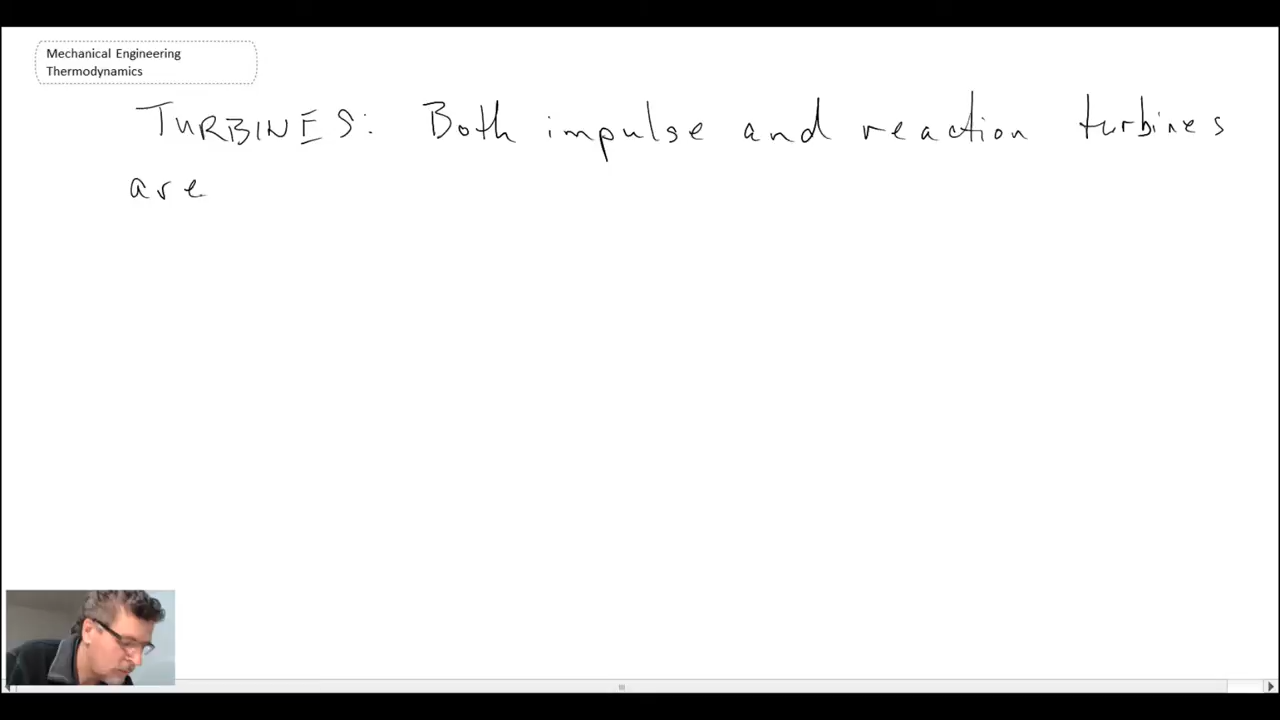 Mechanical Engineering
Thermodynamics
TURBINES: Both impulse and reaction turbines
are